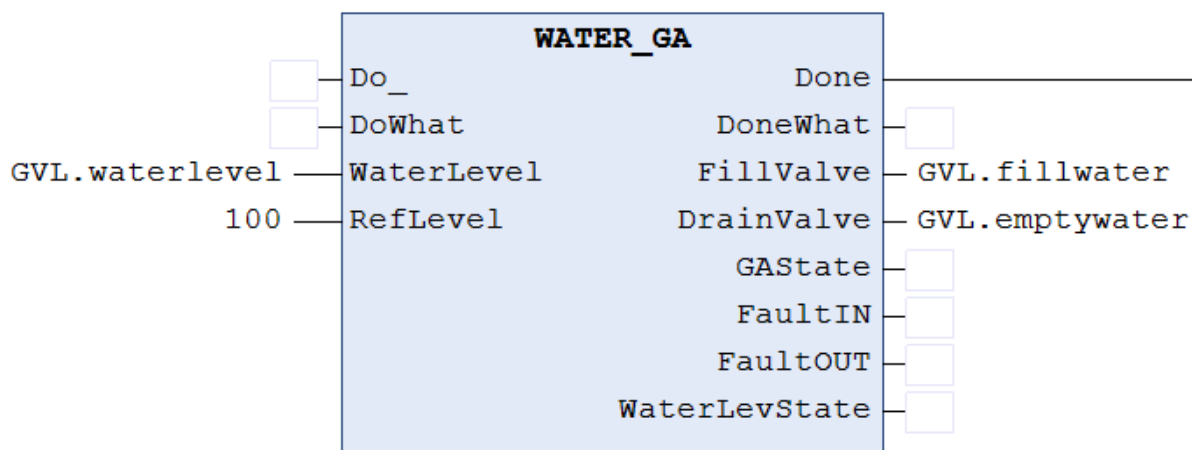 WATER_GA
Do_ Done
DoWhat DoneWhat
GVL.waterlevel WaterLevel FillValve GVL.fillwater
100 RefLevel DrainValve GVL.emptywater
GAState
FaultIN
FaultOUT
WaterLevState